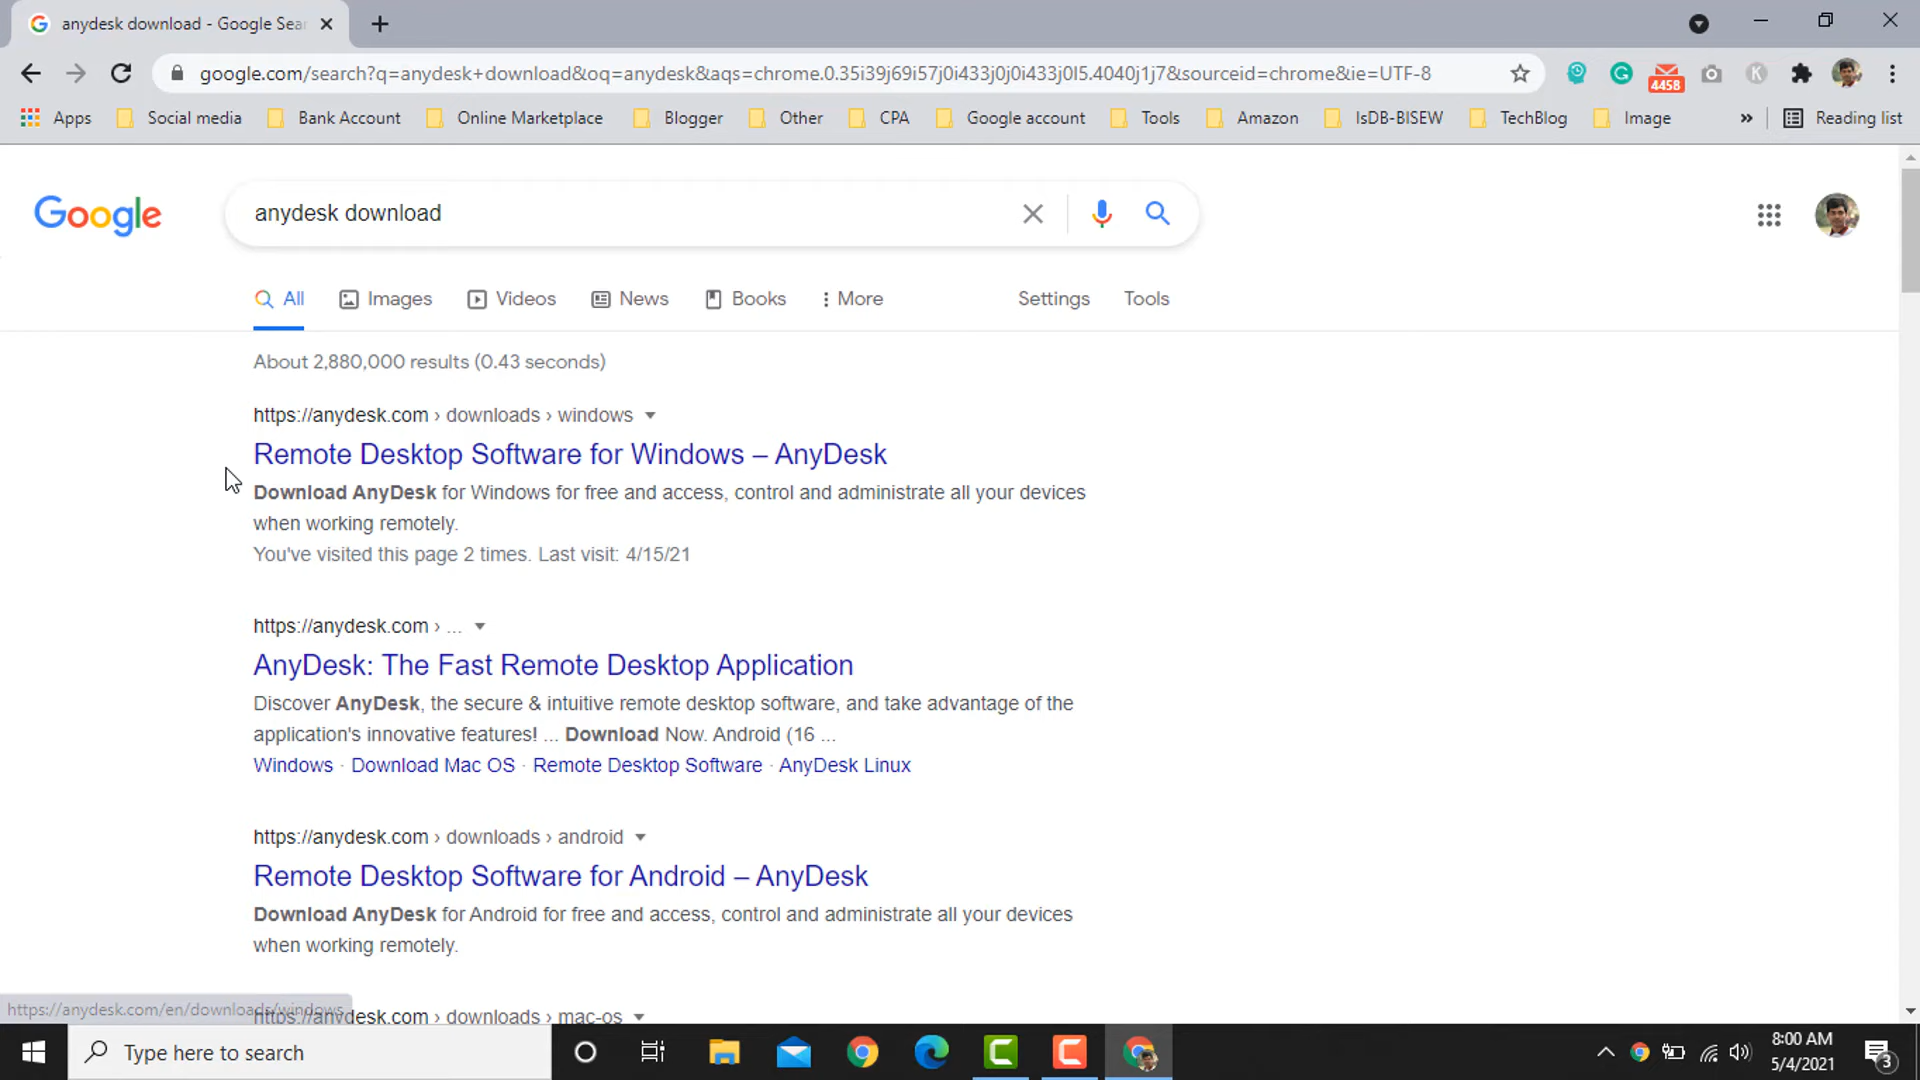 anydesk download - Google Sear
google.com/search?q=anydesk+download&oq=anydesk&aqs=chrome.0.35i39j69i57j0i433j0j0i433j0l5.4040j1j7&sourceid=chrome&ie=UTF-8
4458
K
Apps Social media Bank Account Online Marketplace Blogger Other CPA Google account Tools Amazon IsDB-BISEW TechBlog Image » Reading list
Google
anydesk download
All Images Videos News Books More Settings Tools
About 2,880,000 results (0.43 seconds)
https://anydesk.com › downloads › windows
Remote Desktop Software for Windows – AnyDesk
Download AnyDesk for Windows for free and access, control and administrate all your devices
when working remotely.
You've visited this page 2 times. Last visit: 4/15/21
https://anydesk.com › ...
AnyDesk: The Fast Remote Desktop Application
Discover AnyDesk, the secure & intuitive remote desktop software, and take advantage of the
application's innovative features! ... Download Now. Android (16 ...
Windows · Download Mac OS · Remote Desktop Software · AnyDesk Linux
https://anydesk.com › downloads › android
Remote Desktop Software for Android – AnyDesk
Download AnyDesk for Android for free and access, control and administrate all your devices
when working remotely.
https://anydesk.com/en/downloads/windows
https://anydesk.com › downloads › mac-os
Type here to search
8:00 AM
5/4/2021
3